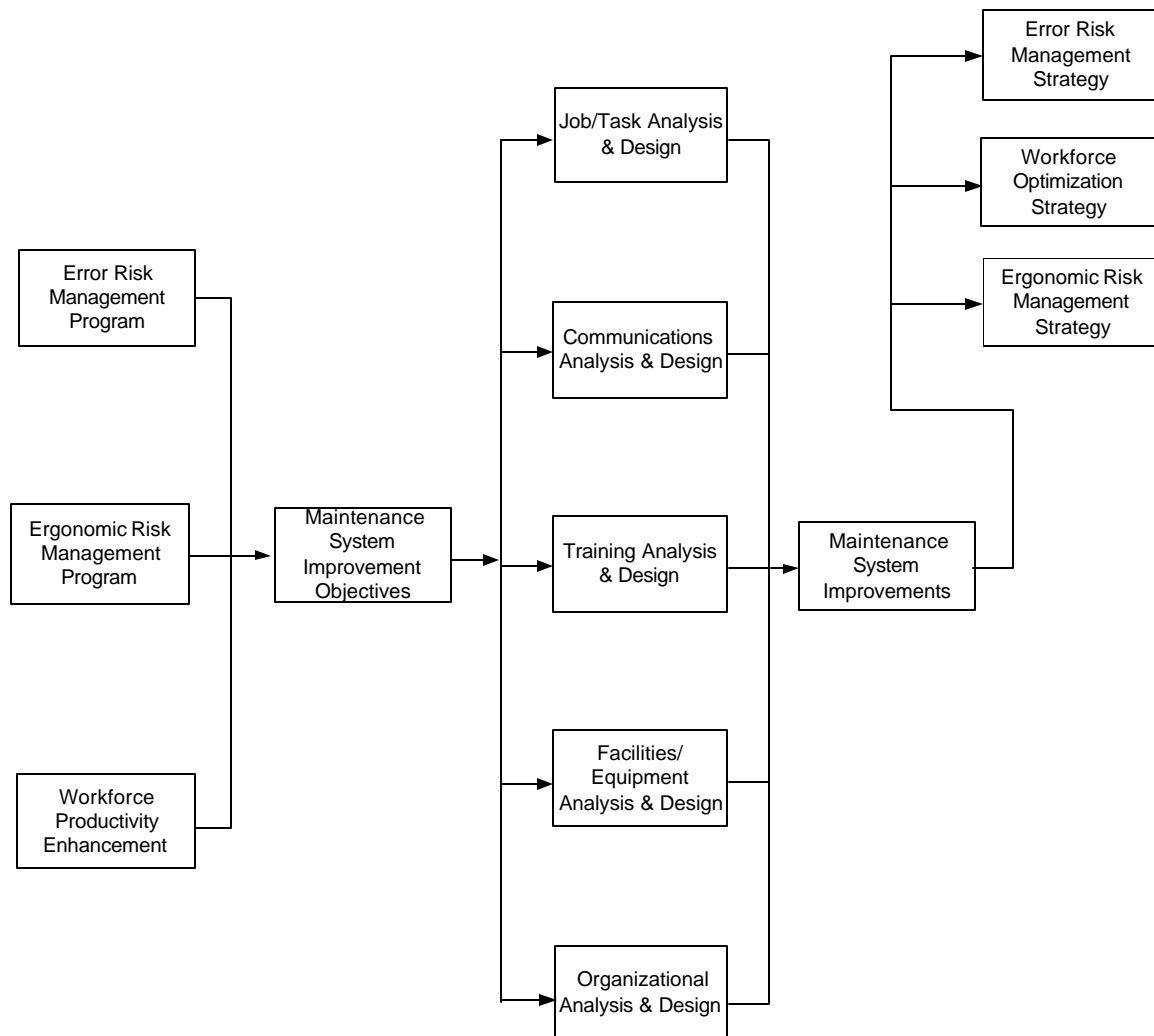 Error Risk
Management
Program
Ergonomic Risk
Management
Program
Workforce
Productivity
Enhancement
Maintenance
System
Improvement
Objectives
Job/Task Analysis
& Design
Communications
Analysis & Design
Training Analysis
& Design
Facilities/
Equipment
Analysis & Design
Organizational
Analysis & Design
Maintenance
System
Improvements
Error Risk
Management
Strategy
Workforce
Optimization
Strategy
Ergonomic Risk
Management
Strategy